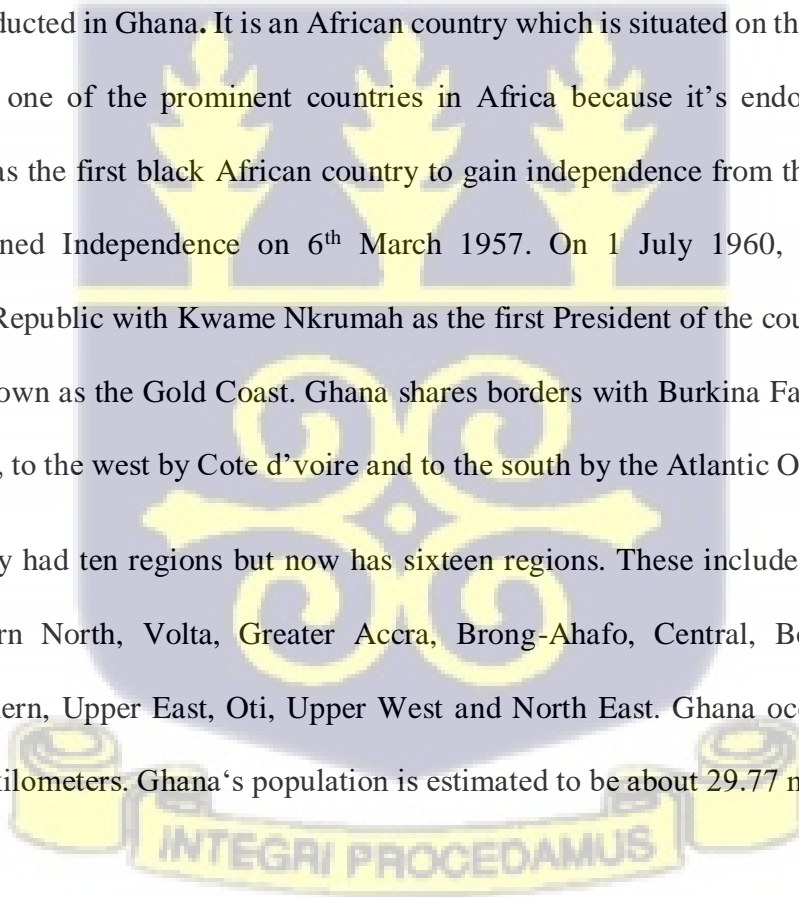 ducted in Ghana. It is an African country which is situated on th
one of the prominent countries in Africa because it's endo
as the first black African country to gain independence from th
ned Independence on 6th March 1957. On 1 July 1960,
Republic with Kwame Nkrumah as the first President of the cou
own as the Gold Coast. Ghana shares borders with Burkina Fa
, to the west by Cote d'voire and to the south by the Atlantic O
y had ten regions but now has sixteen regions. These include
rn North, Volta, Greater Accra, Brong-Ahafo, Central, Bo
ern, Upper East, Oti, Upper West and North East. Ghana occ
kilometers. Ghana‘s population is estimated to be about 29.77 m
INTEGRI PROCEDAMUS